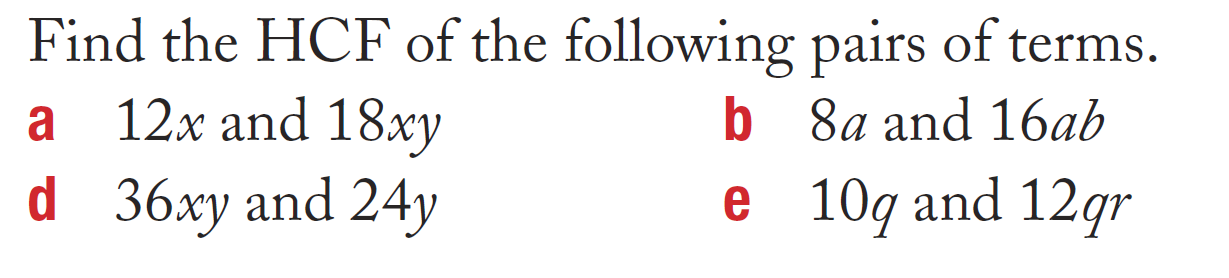 Find the HCF of the following pairs of terms.
a 12x and 18xy b 8a and 16ab
d 36xy and 24y e 10q and 12qr